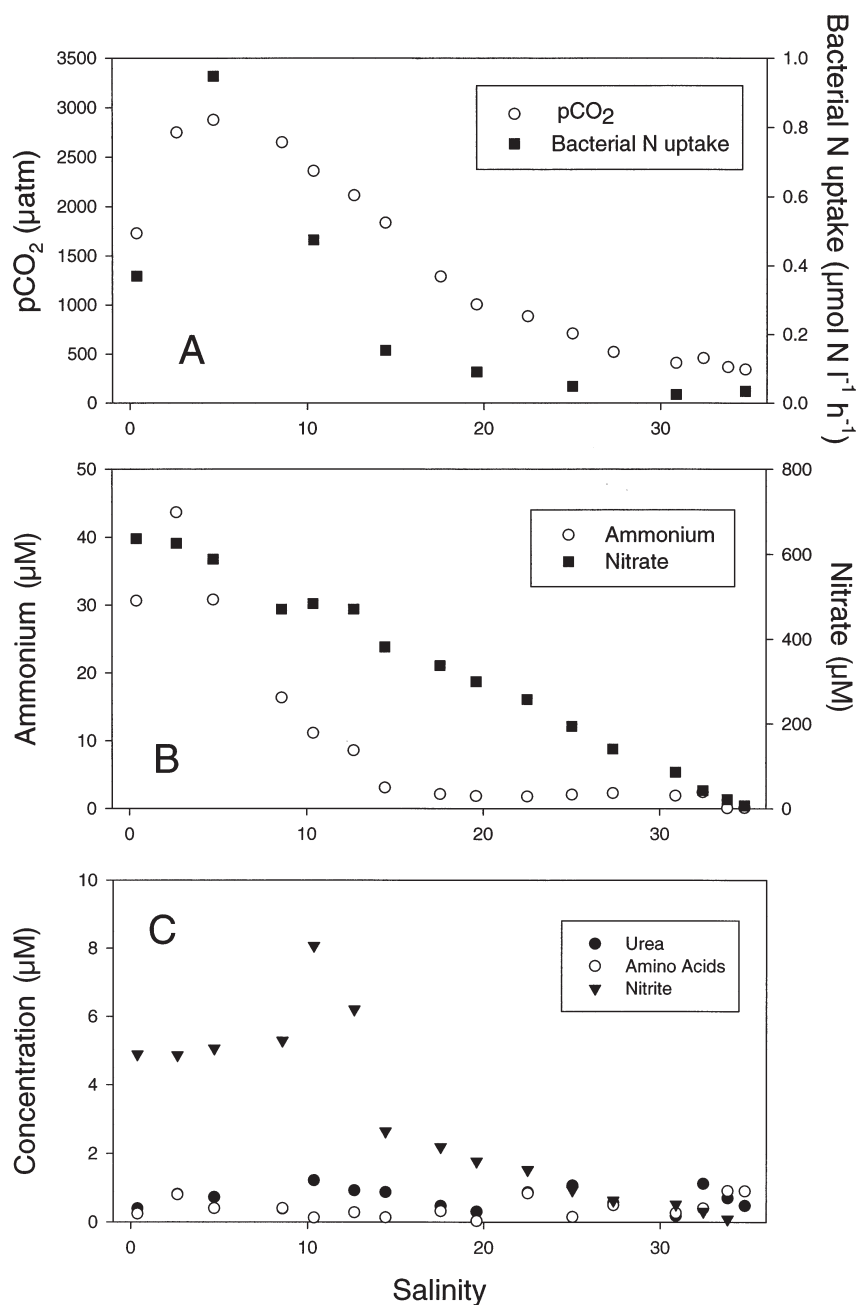 3500
3000
2500
2000
1500
1000
500
0
pCO₂ (µatm)
1.0
0.8
0.6
0.4
0.2
0.0
Bacterial N uptake (µmol N l⁻¹ h⁻¹)
pCO₂
Bacterial N uptake
A
0 10 20 30
50
40
30
20
10
0
Ammonium (µM)
800
600
400
200
0
Nitrate (µM)
Ammonium
Nitrate
B
0 10 20 30
10
8
6
4
2
0
Concentration (µM)
C
Urea
Amino Acids
Nitrite
0 10 20 30
Salinity